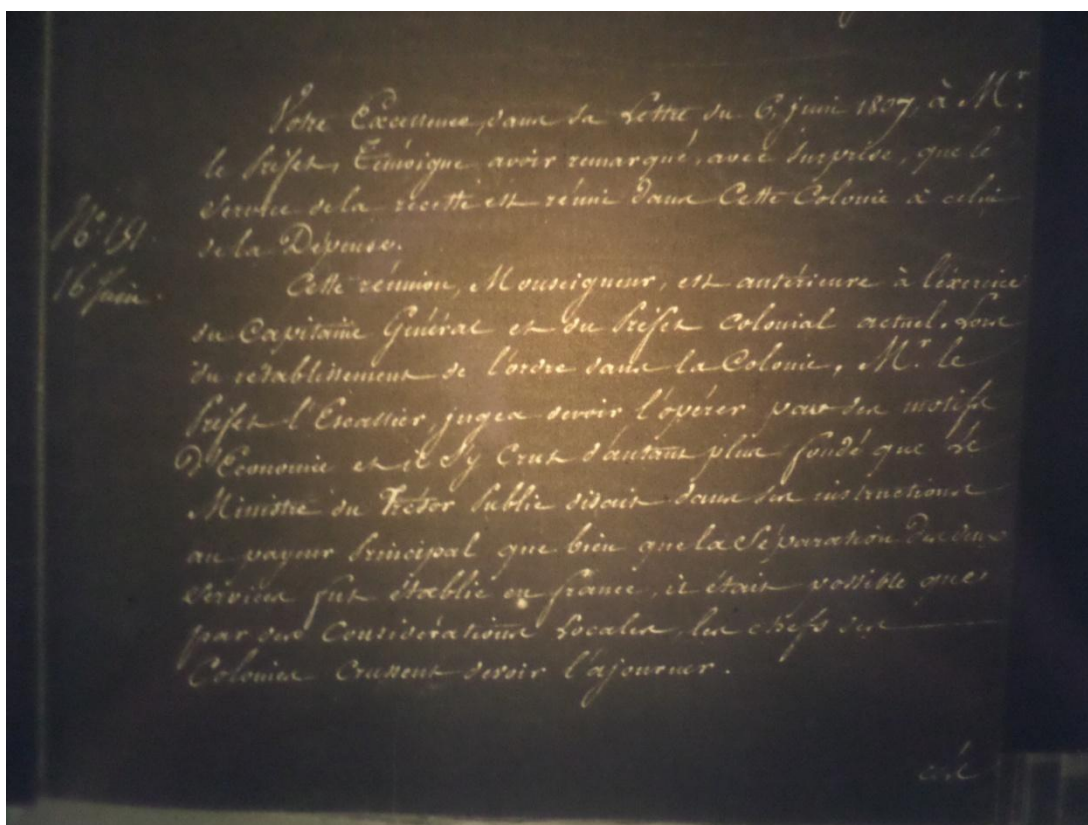 Votre Excellence, dans sa Lettre du 6. juin 1807, à M.r
le Préfet, Témoigne avoir remarqué, avec surprise, que le
service de la recette est réuni dans Cette Colonie à celui
N.o 191.
de la Dépense.
16 Juin.
Cette réunion, Monseigneur, est antérieure à l'exercice
du Capitaine Général et du Préfet colonial actuel. Lors
du rétablissement de l'ordre dans la Colonie, M.r le
Préfet l'Escallier jugea devoir l'opérer par des motifs
D'Economie et il s'y Crut d'autant plus fondé que Le
Ministre du Trésor Public disait dans ses instructions
au payeur Principal que bien que la Séparation Des deux
Services fut établie en france, il était possible que
par des Considérations Locales, les chefs des
Colonies Crussent devoir l'ajourner.